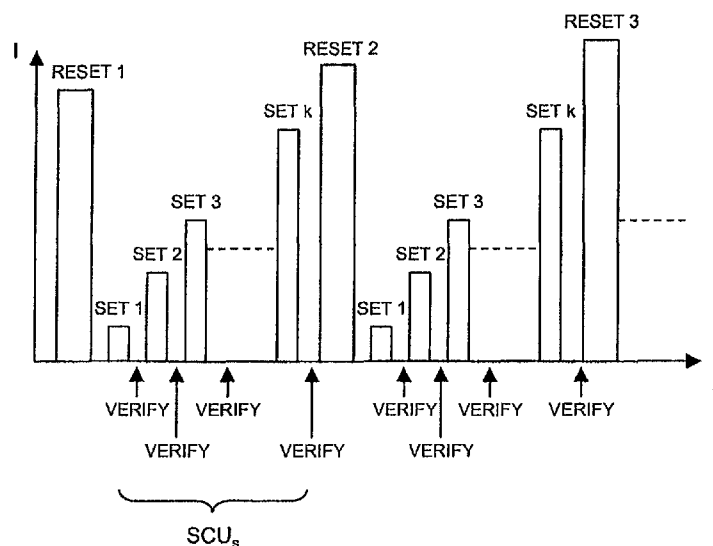 I
RESET 1
SET 1
SET 2
SET 3
SET k
RESET 2
SET 1
SET 2
SET 3
SET k
RESET 3
VERIFY
VERIFY
VERIFY
VERIFY
VERIFY
VERIFY
VERIFY
VERIFY
SCUs